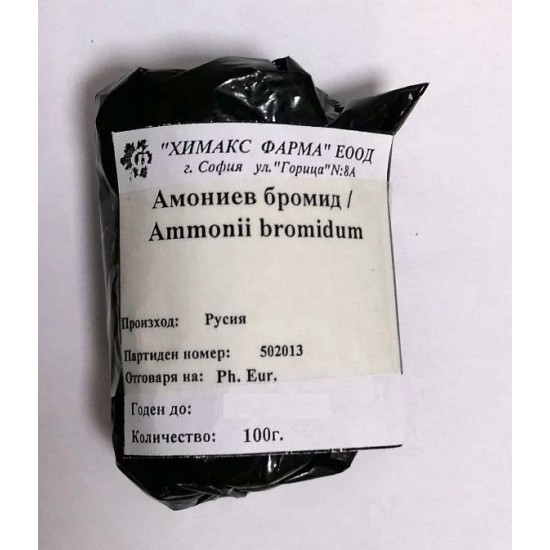 "ХИМАКС ФАРМА" ЕООД
г. София ул."Горица"N:8А
Амониев бромид /
Ammonii bromidum
Произход: Русия
Партиден номер: 502013
Отговаря на: Ph. Eur.
Годен до:
Количество: 100г.